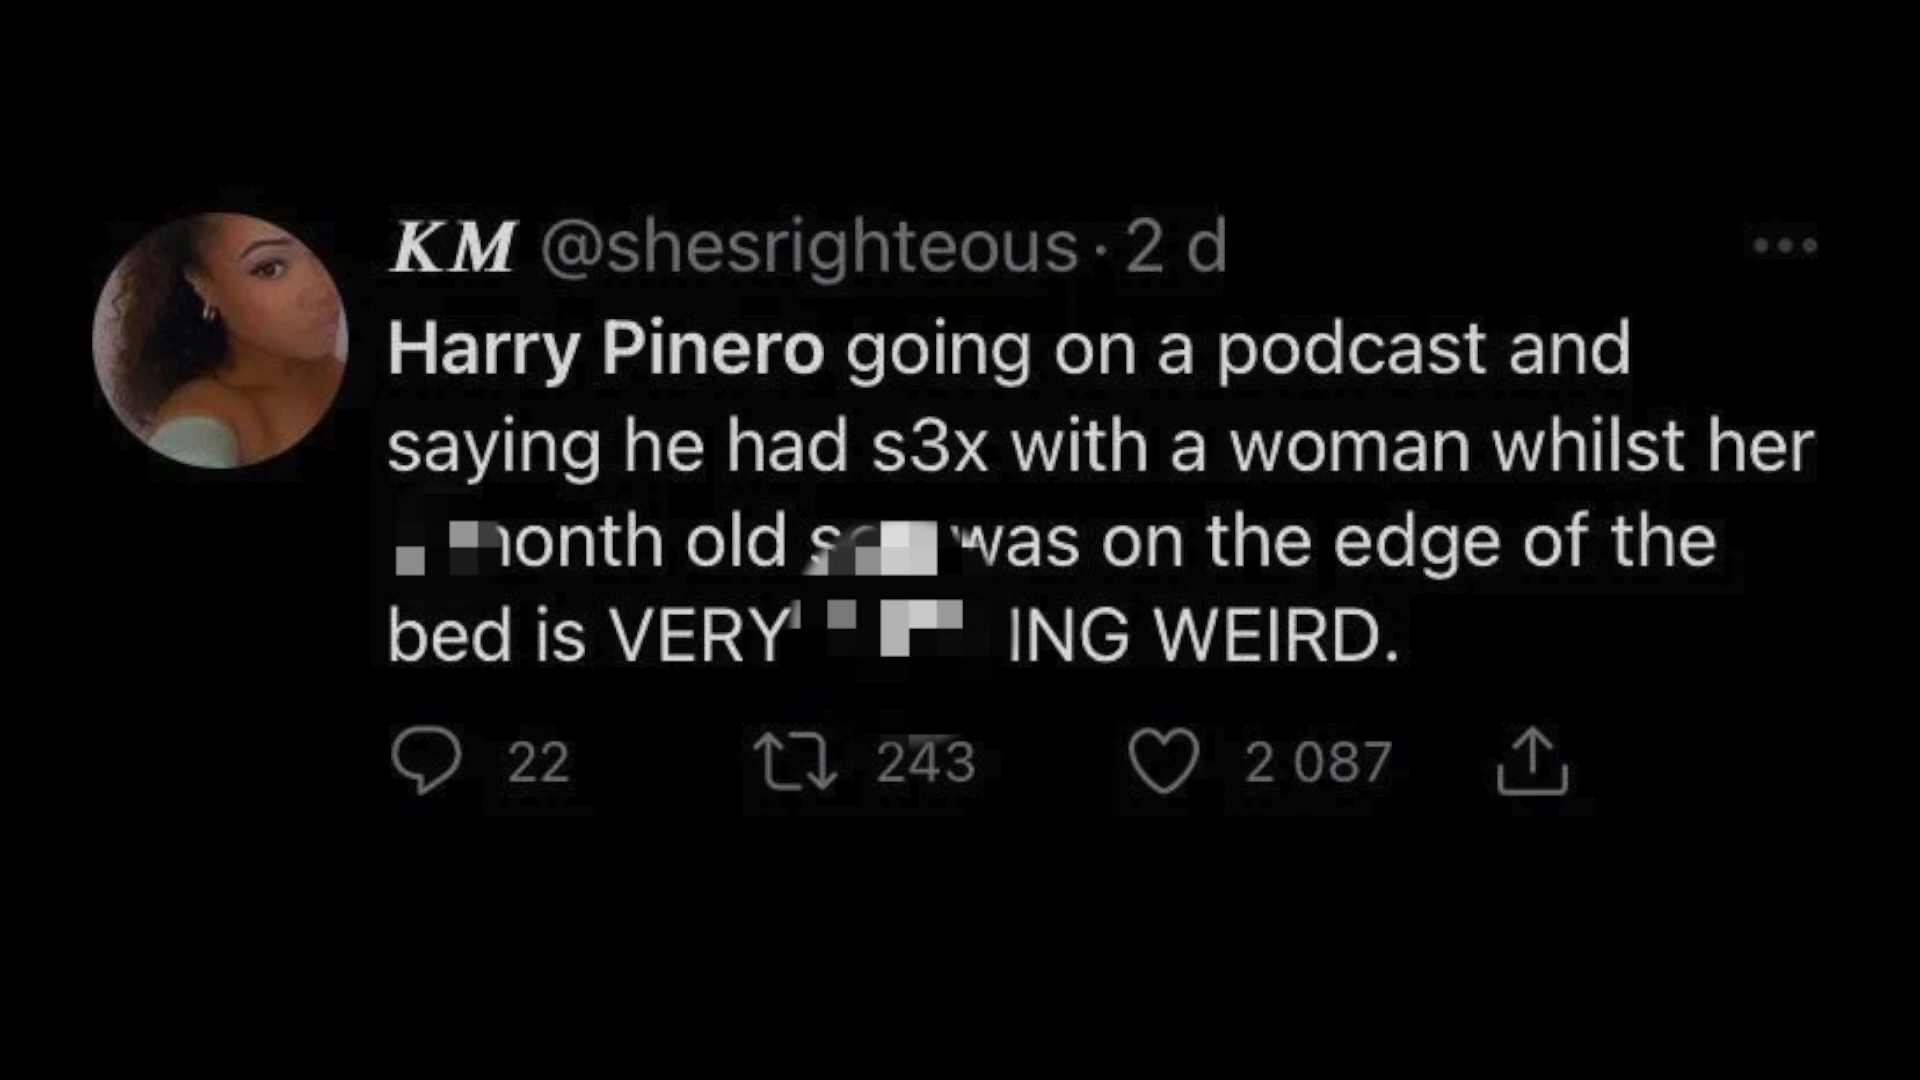 KM @shesrighteous · 2 d
Harry Pinero going on a podcast and
saying he had s3x with a woman whilst her
month old was on the edge of the
bed is VERY ING WEIRD.
22 243 2 087